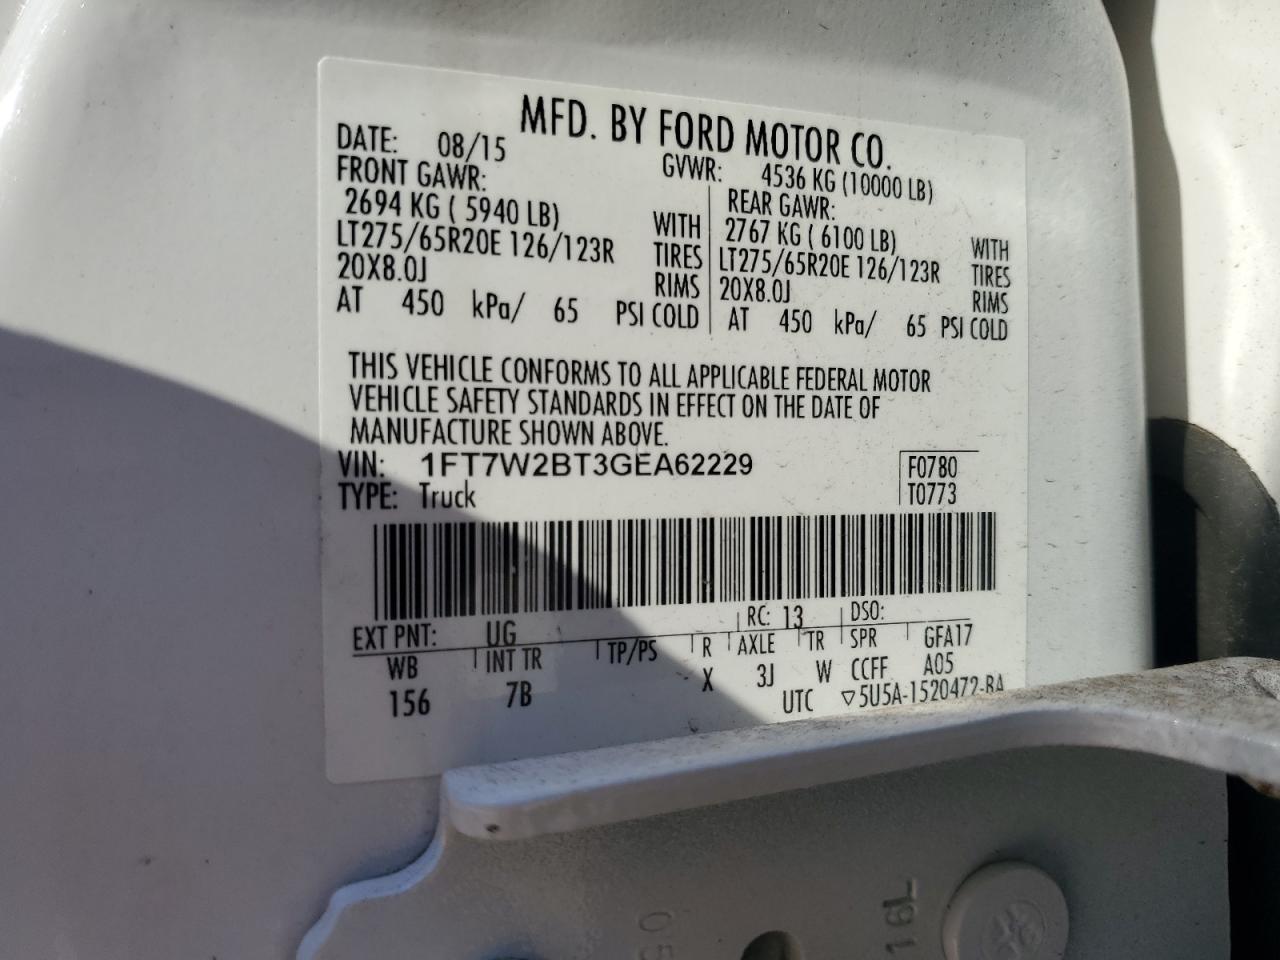 MFD. BY FORD MOTOR CO.
DATE: 08/15 GVWR: 4536 KG (10000 LB)
FRONT GAWR: REAR GAWR:
2694 KG ( 5940 LB) WITH 2767 KG ( 6100 LB) WITH
LT275/65R20E 126/123R TIRES LT275/65R20E 126/123R TIRES
20X8.0J RIMS 20X8.0J RIMS
AT 450 kPa/ 65 PSI COLD AT 450 kPa/ 65 PSI COLD
THIS VEHICLE CONFORMS TO ALL APPLICABLE FEDERAL MOTOR
VEHICLE SAFETY STANDARDS IN EFFECT ON THE DATE OF
MANUFACTURE SHOWN ABOVE.
VIN: 1FT7W2BT3GEA62229 F0780
TYPE: Truck T0773
EXT PNT: UG RC: 13 DSO:
WB INT TR TP/PS R AXLE TR SPR GFA17
156 7B X 3J W CCFF A05
UTC ▽5U5A-1520472-BA
16L